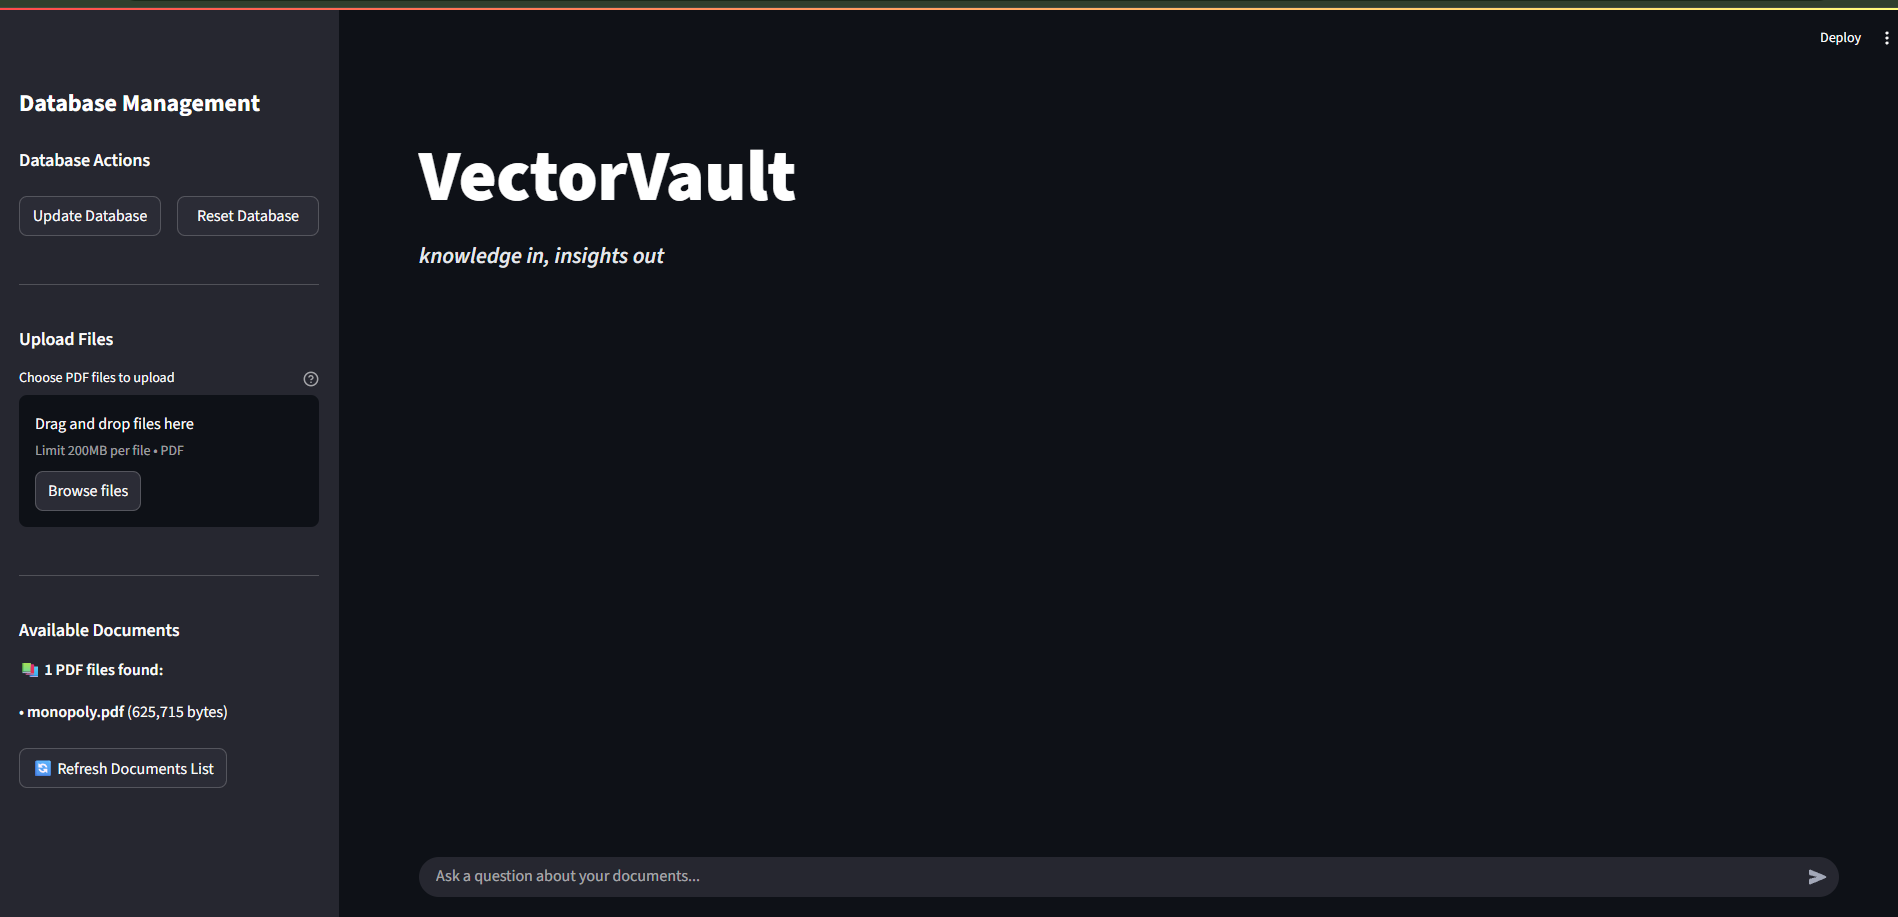 Deploy
Database Management
Database Actions
Update Database
Reset Database
Upload Files
Choose PDF files to upload
Drag and drop files here
Limit 200MB per file • PDF
Browse files
Available Documents
📚 1 PDF files found:
• monopoly.pdf (625,715 bytes)
🔄 Refresh Documents List
VectorVault
knowledge in, insights out
Ask a question about your documents...